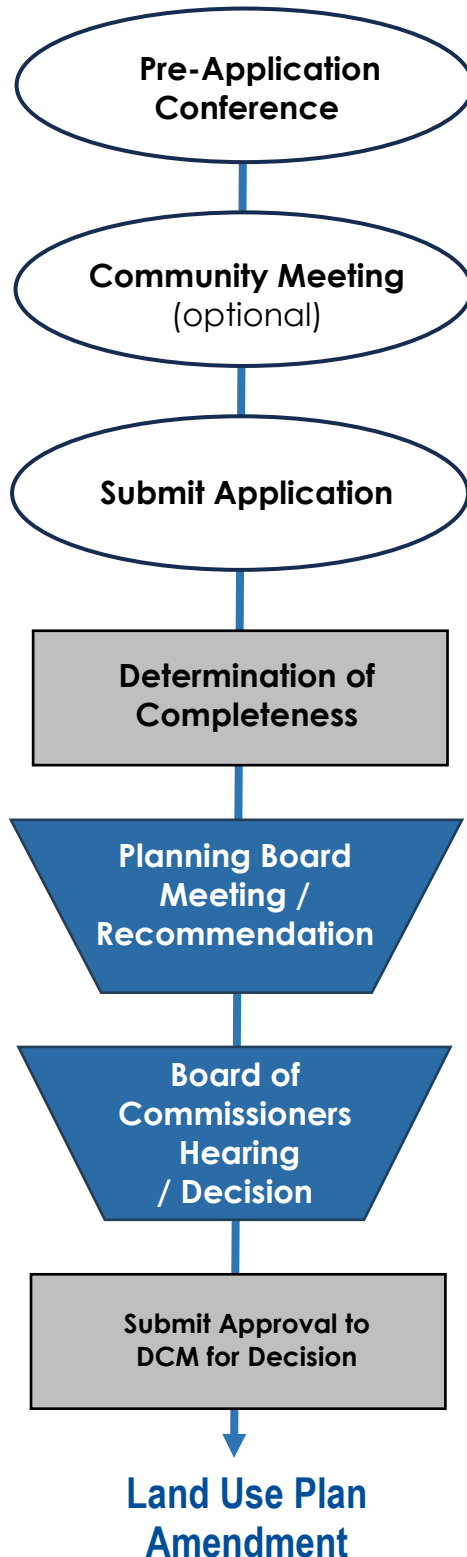 Pre-Application
Conference
Community Meeting
(optional)
Submit Application
Determination of
Completeness
Planning Board
Meeting /
Recommendation
Board of
Commissioners
Hearing
/ Decision
Submit Approval to
DCM for Decision
Land Use Plan
Amendment